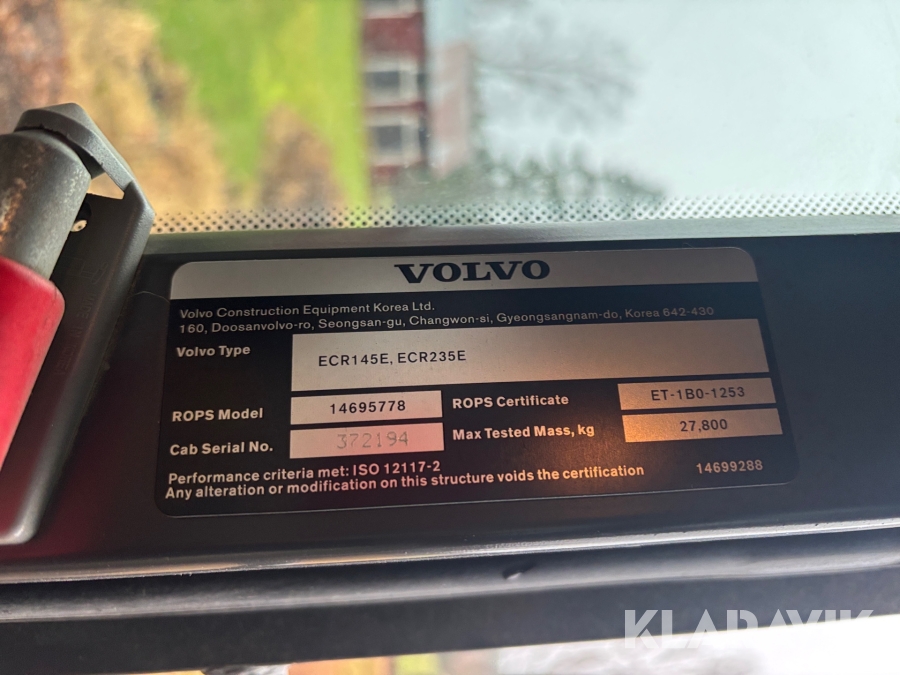 VOLVO
Volvo Construction Equipment Korea Ltd.
160, Doosanvolvo-ro, Seongsan-gu, Changwon-si, Gyeongsangnam-do, Korea 642-430
Volvo Type ECR145E, ECR235E
ROPS Model 14695778 ROPS Certificate ET-1B0-1253
Cab Serial No. 372194 Max Tested Mass, kg 27,800
Performance criteria met: ISO 12117-2
Any alteration or modification on this structure voids the certification 14699288
KLARAVIK